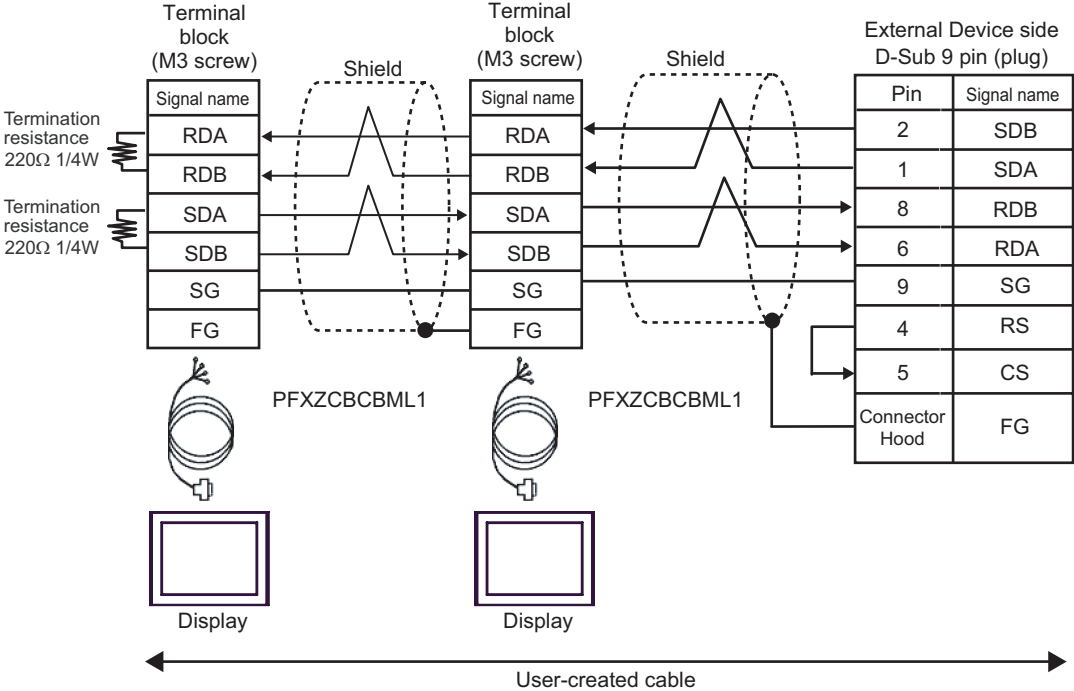 Terminal
block
(M3 screw)
Signal name
RDA
RDB
SDA
SDB
SG
FG
Termination
resistance
220Ω 1/4W
Termination
resistance
220Ω 1/4W
Shield
PFXZCBCBML1
Display
Terminal
block
(M3 screw)
Signal name
RDA
RDB
SDA
SDB
SG
FG
Shield
PFXZCBCBML1
Display
External Device side
D-Sub 9 pin (plug)
Pin Signal name
2 SDB
1 SDA
8 RDB
6 RDA
9 SG
4 RS
5 CS
Connector
Hood FG
User-created cable